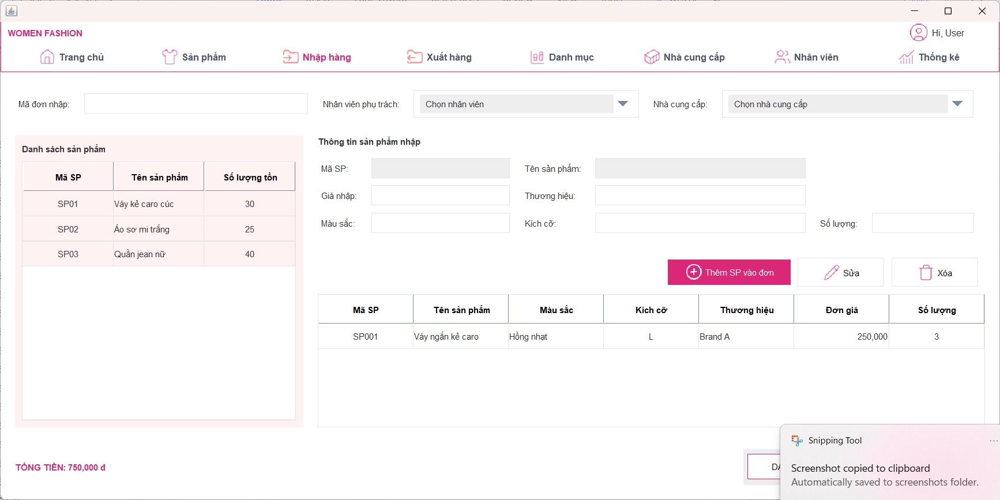 WOMEN FASHION
Hi, User
Trang chủ Sản phẩm Nhập hàng Xuất hàng Danh mục Nhà cung cấp Nhân viên Thống kê
Mã đơn nhập: Nhân viên phụ trách: Chọn nhân viên Nhà cung cấp: Chọn nhà cung cấp
Thông tin sản phẩm nhập
Danh sách sản phẩm
Mã SP Tên sản phẩm Số lượng tồn
SP01 Váy kẻ caro cúc 30
SP02 Áo sơ mi trắng 25
SP03 Quần jean nữ 40
Mã SP: Tên sản phẩm:
Giá nhập: Thương hiệu:
Màu sắc: Kích cỡ: Số lượng:
Thêm SP vào đơn Sửa Xóa
Mã SP Tên sản phẩm Màu sắc Kích cỡ Thương hiệu Đơn giá Số lượng
SP001 Váy ngắn kẻ caro Hồng nhạt L Brand A 250,000 3
TỔNG TIỀN: 750,000 đ
Snipping Tool
Screenshot copied to clipboard
Automatically saved to screenshots folder.